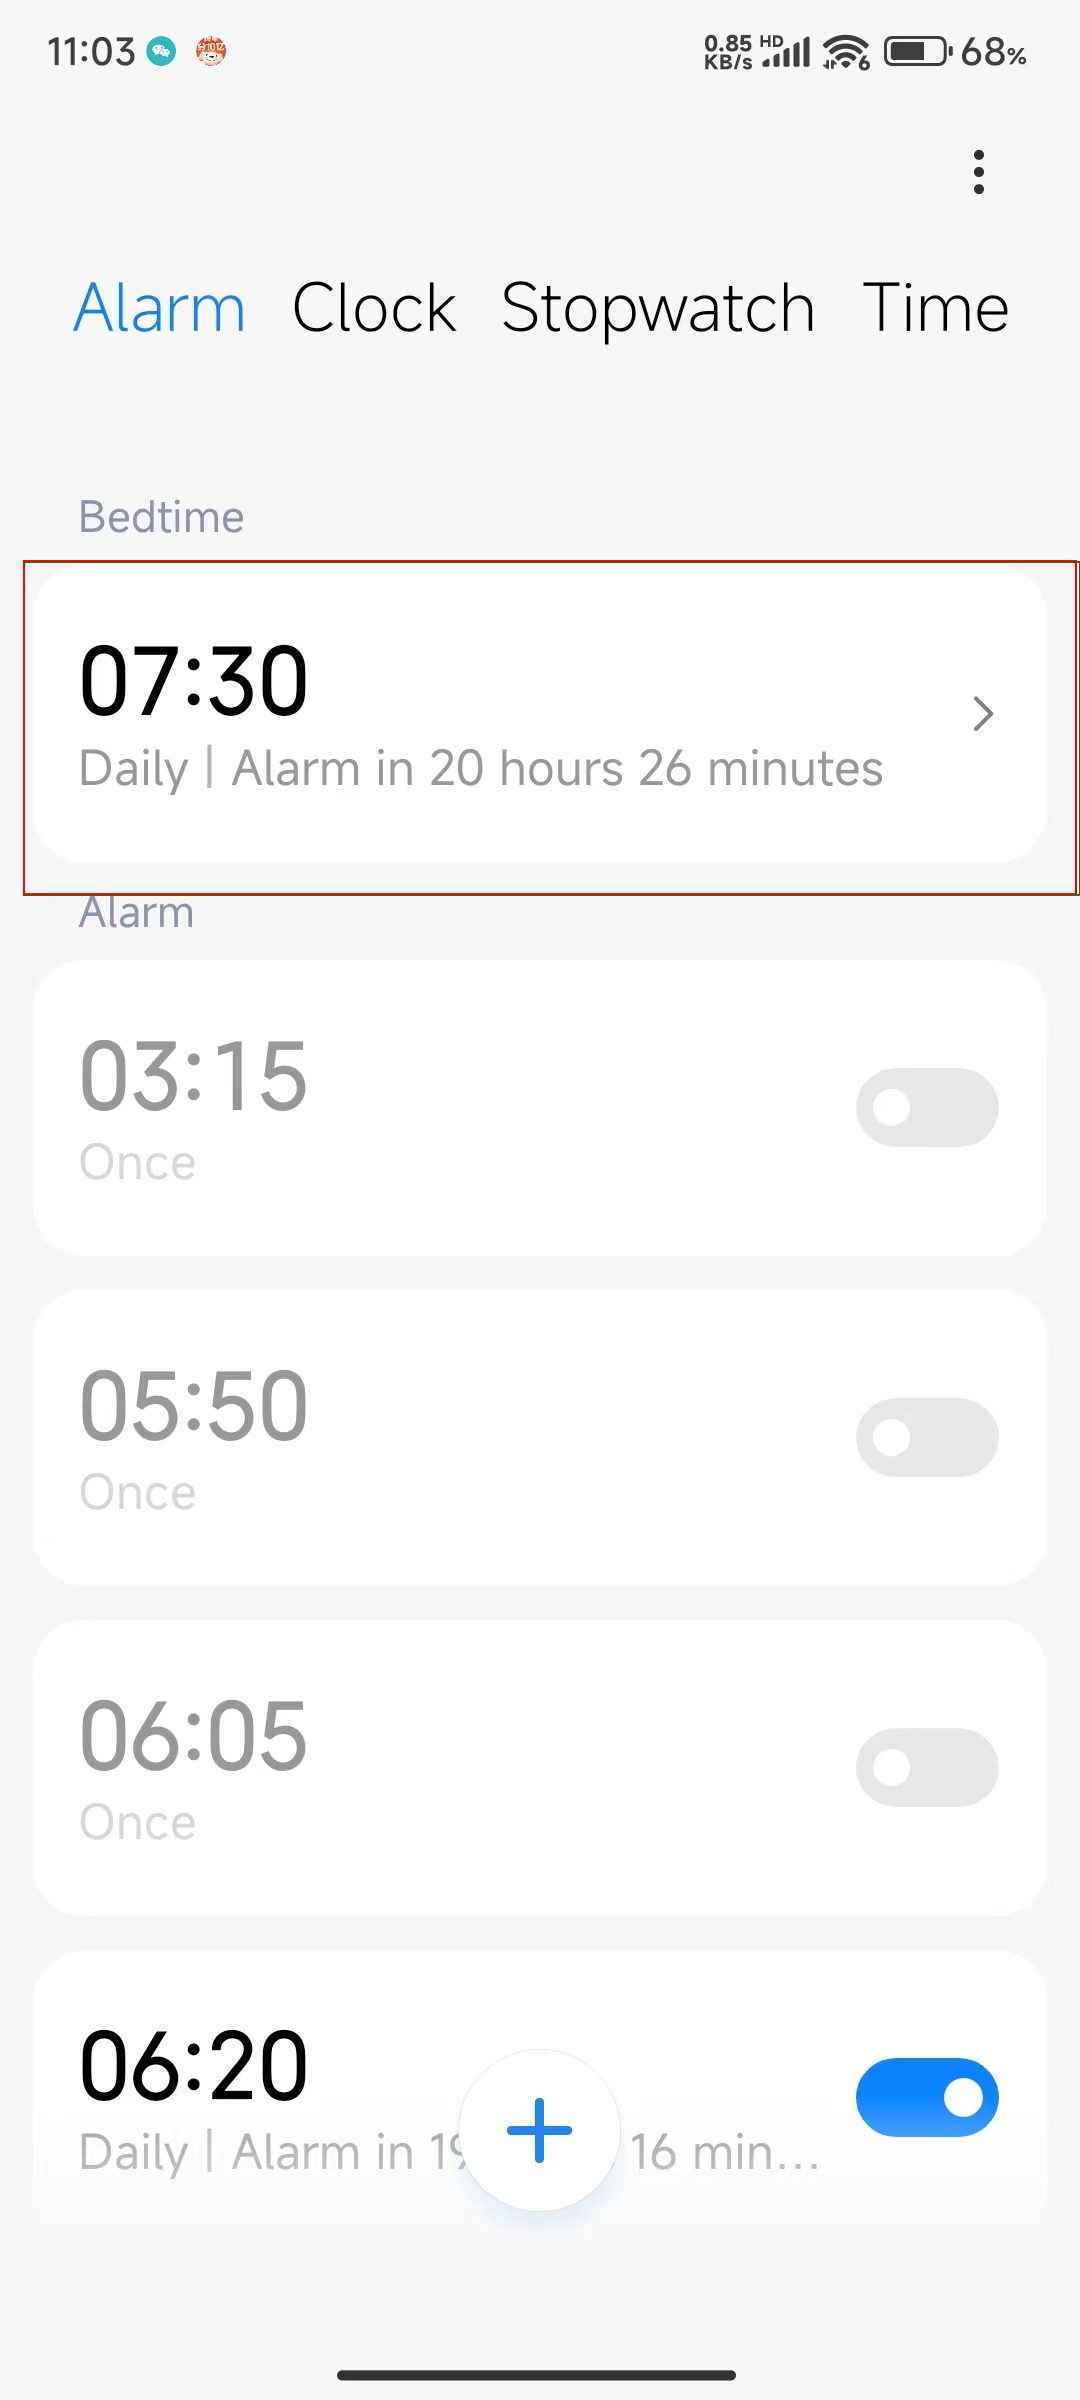 11:03
0.85 KB/s HD 6 68%
Alarm Clock Stopwatch Time
Bedtime
07:30
Daily | Alarm in 20 hours 26 minutes
Alarm
03:15
Once
05:50
Once
06:05
Once
06:20
Daily | Alarm in 19 16 min...